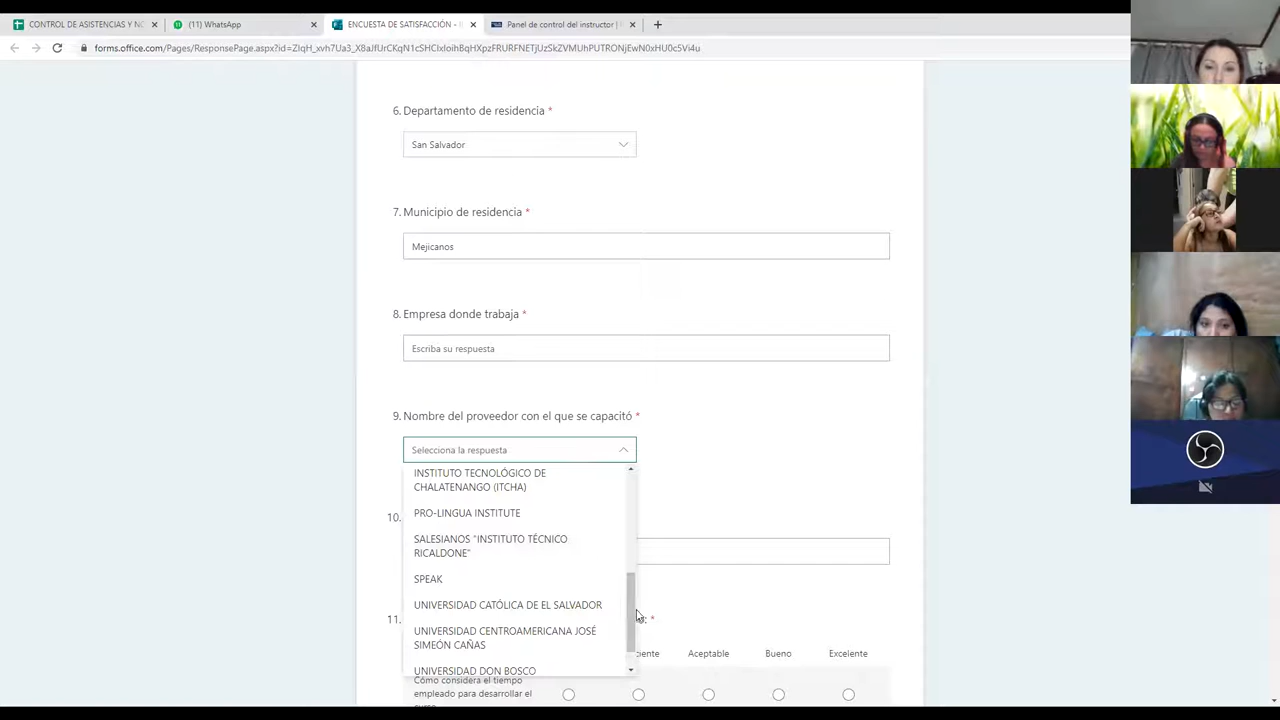 CONTROL DE ASISTENCIAS Y NO
(11) WhatsApp
ENCUESTA DE SATISFACCIÓN -
Panel de control del instructor |
forms.office.com/Pages/ResponsePage.aspx?id=
6. Departamento de residencia *
San Salvador
7. Municipio de residencia *
Mejicanos
8. Empresa donde trabaja *
Escriba su respuesta
9. Nombre del proveedor con el que se capacitó *
Selecciona la respuesta
INSTITUTO TECNOLÓGICO DE
CHALATENANGO (ITCHA)
10.
PRO-LINGUA INSTITUTE
SALESIANOS "INSTITUTO TÉCNICO
RICALDONE"
SPEAK
UNIVERSIDAD CATÓLICA DE EL SALVADOR
11.
UNIVERSIDAD CENTROAMERICANA JOSÉ
SIMEÓN CAÑAS
ciente Aceptable Bueno Excelente
UNIVERSIDAD DON BOSCO
Cómo considera el tiempo
empleado para desarrollar el